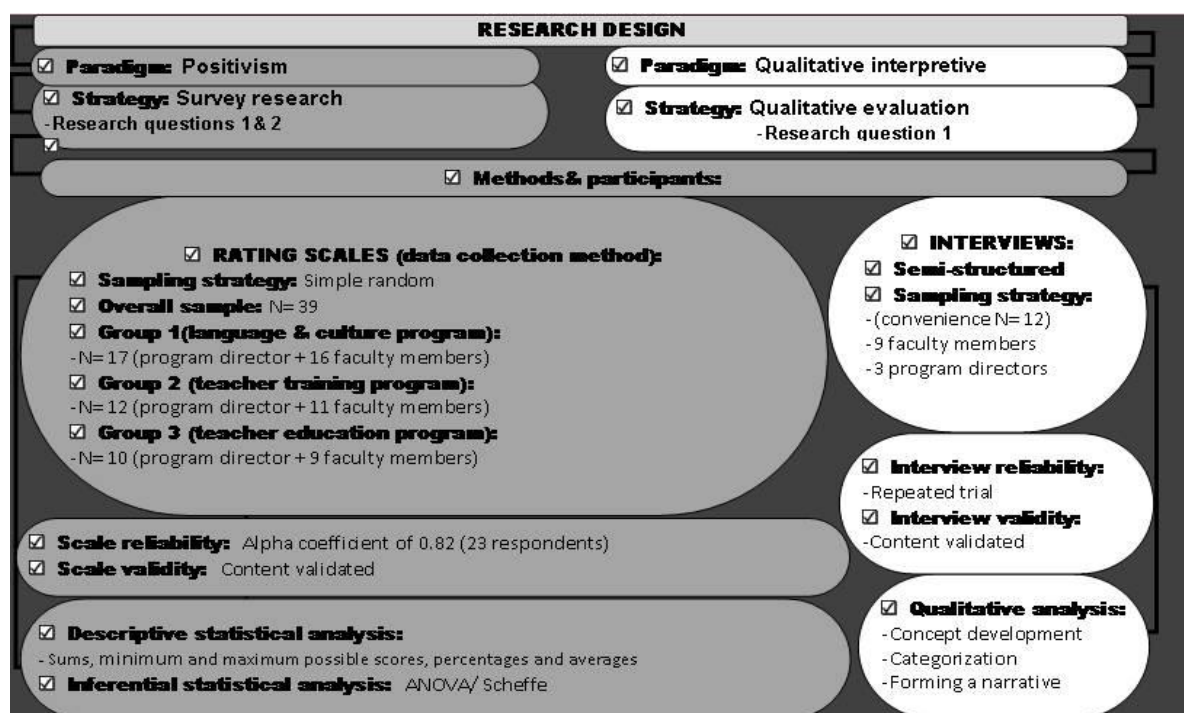 RESEARCH DESIGN
☑ Paradigm: Positivism
☑ Strategy: Survey research
-Research questions 1 & 2
☑
☑ Paradigm: Qualitative interpretive
☑ Strategy: Qualitative evaluation
-Research question 1
☑ Methods& participants:
☑ RATING SCALES (data collection method):
☑ Sampling strategy: Simple random
☑ Overall sample: N= 39
☑ Group 1(language & culture program):
-N= 17 (program director + 16 faculty members)
☑ Group 2 (teacher training program):
-N= 12 (program director + 11 faculty members)
☑ Group 3 (teacher education program):
-N= 10 (program director + 9 faculty members)
☑ Scale reliability: Alpha coefficient of 0.82 (23 respondents)
☑ Scale validity: Content validated
☑ Descriptive statistical analysis:
- Sums, minimum and maximum possible scores, percentages and averages
☑ Inferential statistical analysis: ANOVA/ Scheffe
☑ INTERVIEWS:
☑ Semi-structured
☑ Sampling strategy:
-(convenience N= 12)
-9 faculty members
-3 program directors
☑ Interview reliability:
-Repeated trial
☑ Interview validity:
-Content validated
☑ Qualitative analysis:
-Concept development
-Categorization
-Forming a narrative